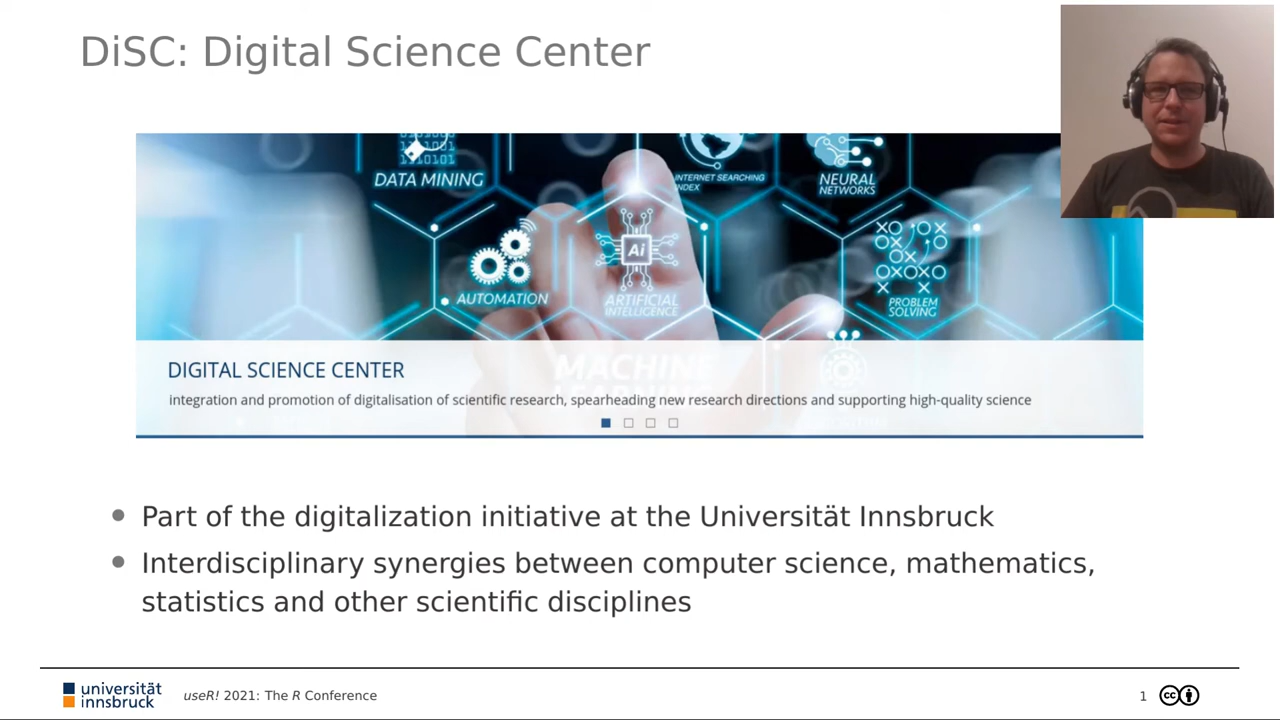 DiSC: Digital Science Center
DATA MINING
INTERNET SEARCHING
INDEX
NEURAL
NETWORKS
AUTOMATION
Ai
ARTIFICIAL
INTELLIGENCE
PROBLEM
SOLVING
MACHINE
LEARNING
DIGITAL SCIENCE CENTER
integration and promotion of digitalisation of scientific research, spearheading new research directions and supporting high-quality science
Part of the digitalization initiative at the Universität Innsbruck
Interdisciplinary synergies between computer science, mathematics,
statistics and other scientific disciplines
universität
innsbruck
useR! 2021: The R Conference
1
cc